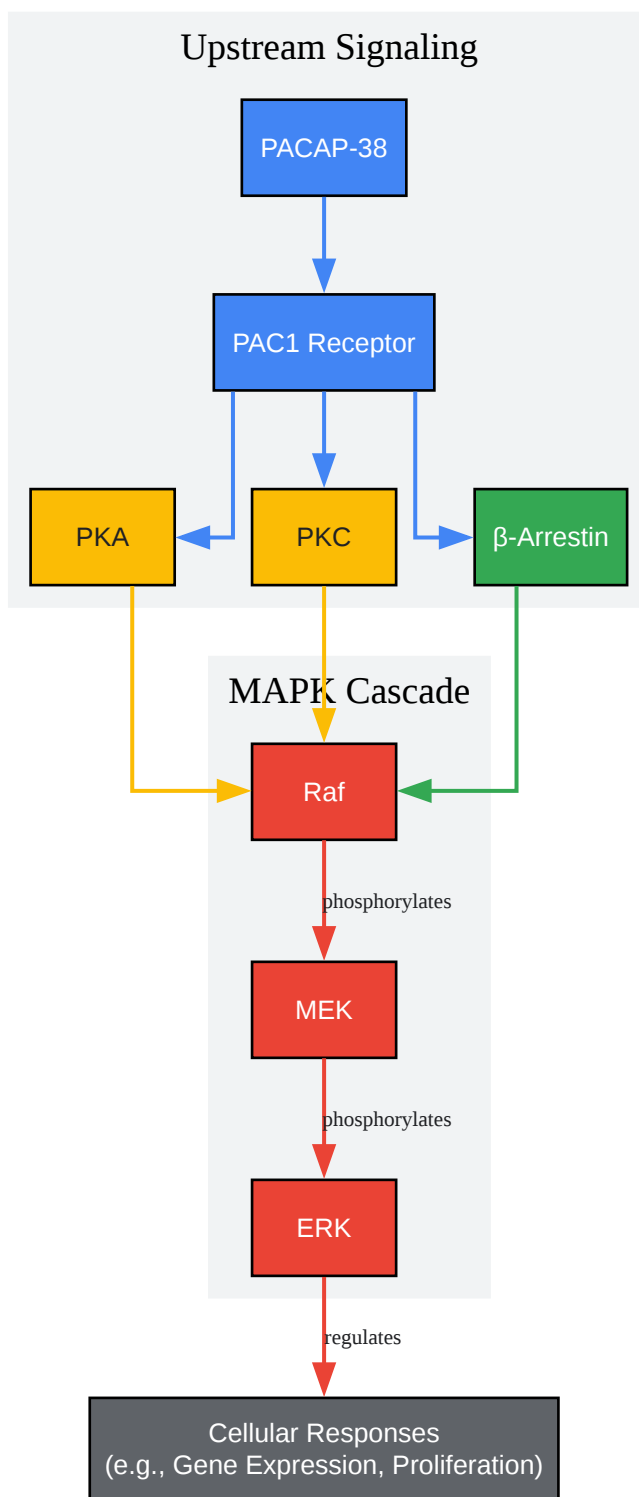 Upstream Signaling
PACAP-38
PAC1 Receptor
PKA
PKC
β-Arrestin
MAPK Cascade
Raf
phosphorylates
MEK
phosphorylates
ERK
regulates
Cellular Responses
(e.g., Gene Expression, Proliferation)